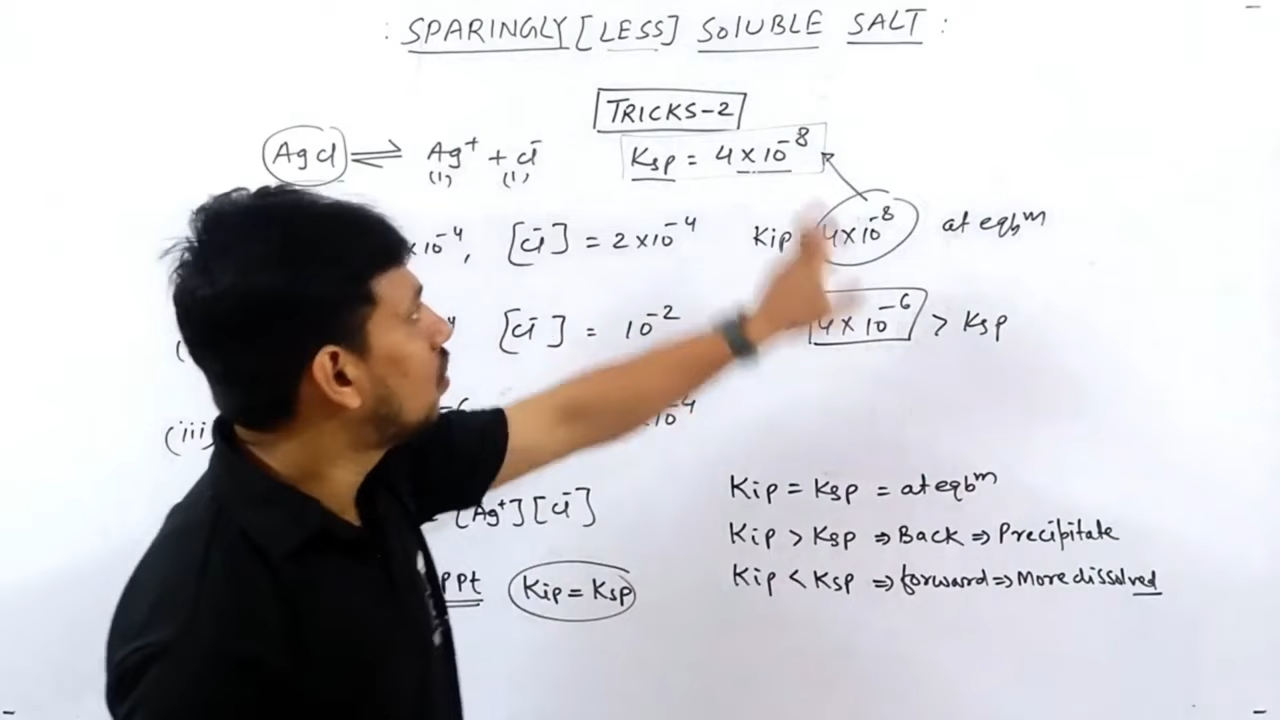 : SPARINGLY [LESS] SOLUBLE SALT :
TRICKS-2
AgCl ⇌ Ag⁺ + Cl⁻ Ksp = 4×10⁻⁸
(1) (1)
×10⁻⁴, [Cl⁻] = 2×10⁻⁴ Kip = 4×10⁻⁸ at eqbᵐ
[Cl⁻] = 10⁻² 4×10⁻⁶ > Ksp
(iii) 10⁻⁴
[Ag⁺][Cl⁻]
Kip = Ksp = at eqbᵐ
Kip > Ksp ⇒ Back ⇒ Precipitate
Kip < Ksp ⇒ forward ⇒ More dissolved
PPt Kip = Ksp